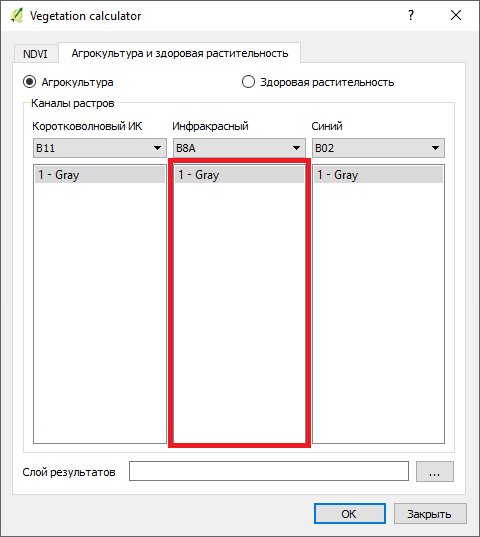 Vegetation calculator
NDVI Агрокультура и здоровая растительность
Агрокультура Здоровая растительность
Каналы растров
Коротковолновый ИК Инфракрасный Синий
B11 B8A B02
1 - Gray 1 - Gray 1 - Gray
Слой результатов ...
OK Закрыть